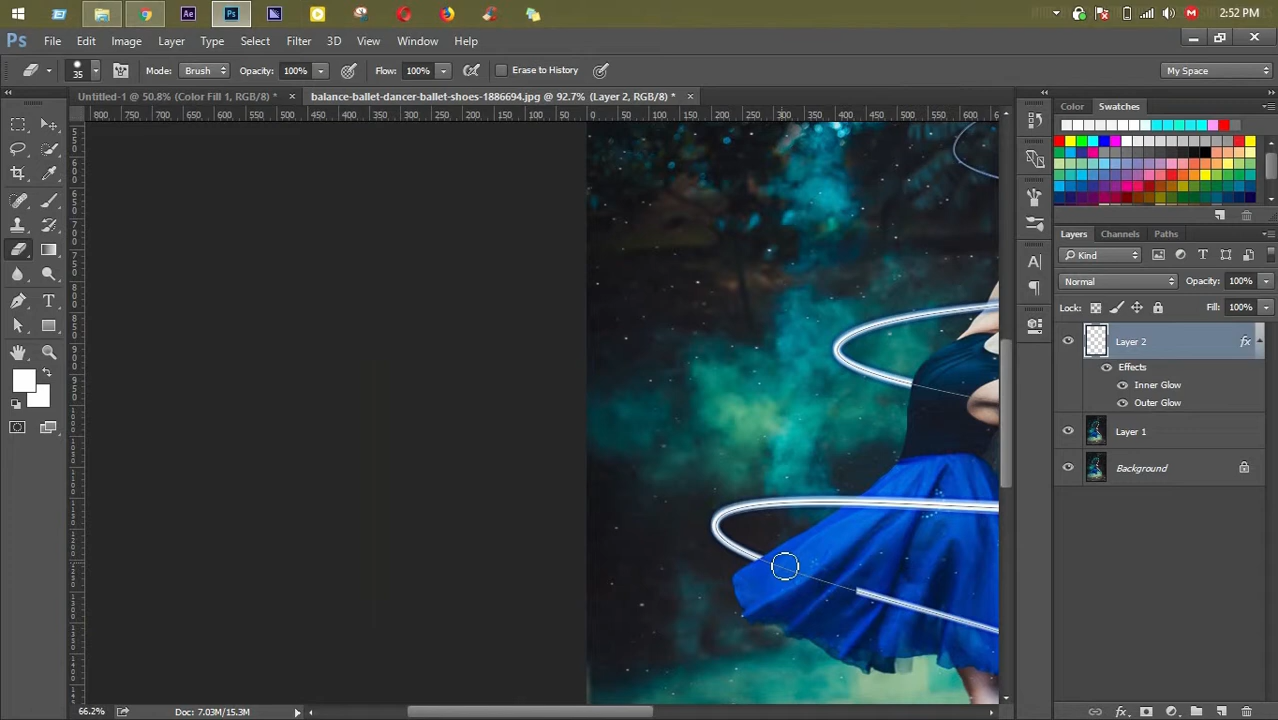 Ae
Ps
2:52 PM
Ps File Edit Image Layer Type Select Filter 3D View Window Help
35 Mode: Brush Opacity: 100% Flow: 100% Erase to History My Space
Untitled-1 @ 50.8% (Color Fill 1, RGB/8) * × balance-ballet-dancer-ballet-shoes-1886694.jpg @ 92.7% (Layer 2, RGB/8) * ×
800 750 700 650 600 550 500 450 400 350 300 250 200 150 100 50 0 50 100 150 200 250 300 350 400 450 500 550 600
Color Swatches
Layers Channels Paths
Kind
Normal Opacity: 100%
Lock: Fill: 100%
Layer 2 fx
Effects
Inner Glow
Outer Glow
Layer 1
Background
66.2% Doc: 7.03M/15.3M
fx